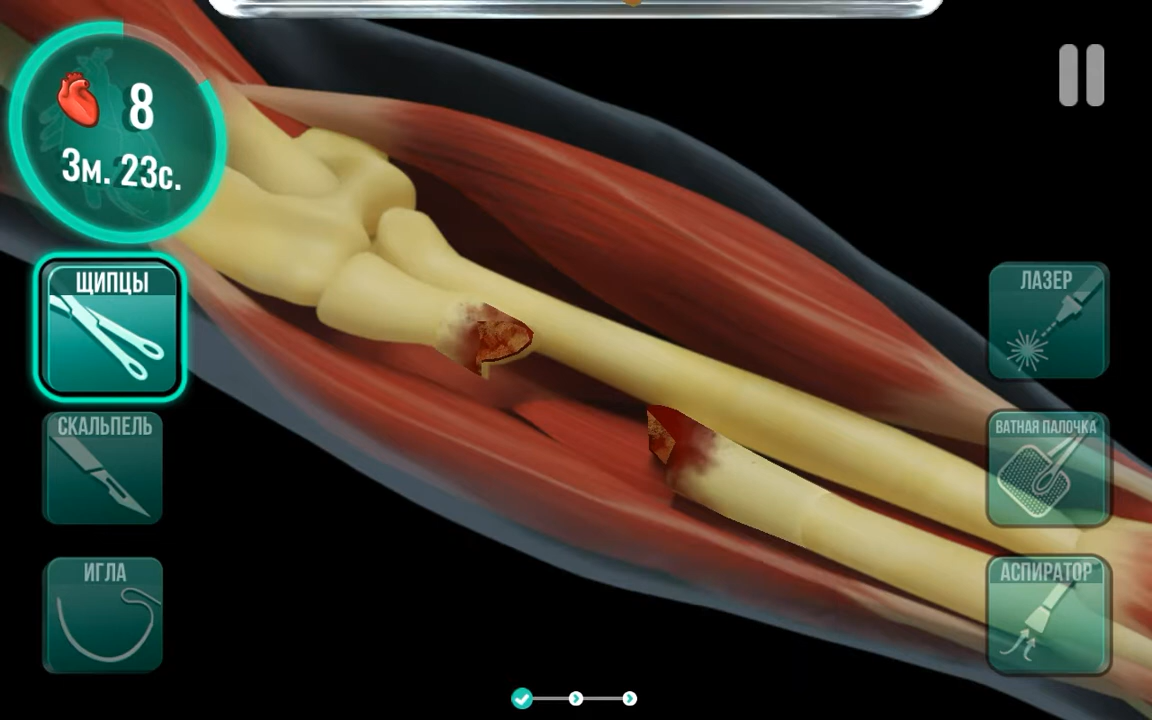 8
3м. 23с.
ЩИПЦЫ
СКАЛЬПЕЛЬ
ИГЛА
ЛАЗЕР
ВАТНАЯ ПАЛОЧКА
АСПИРАТОР